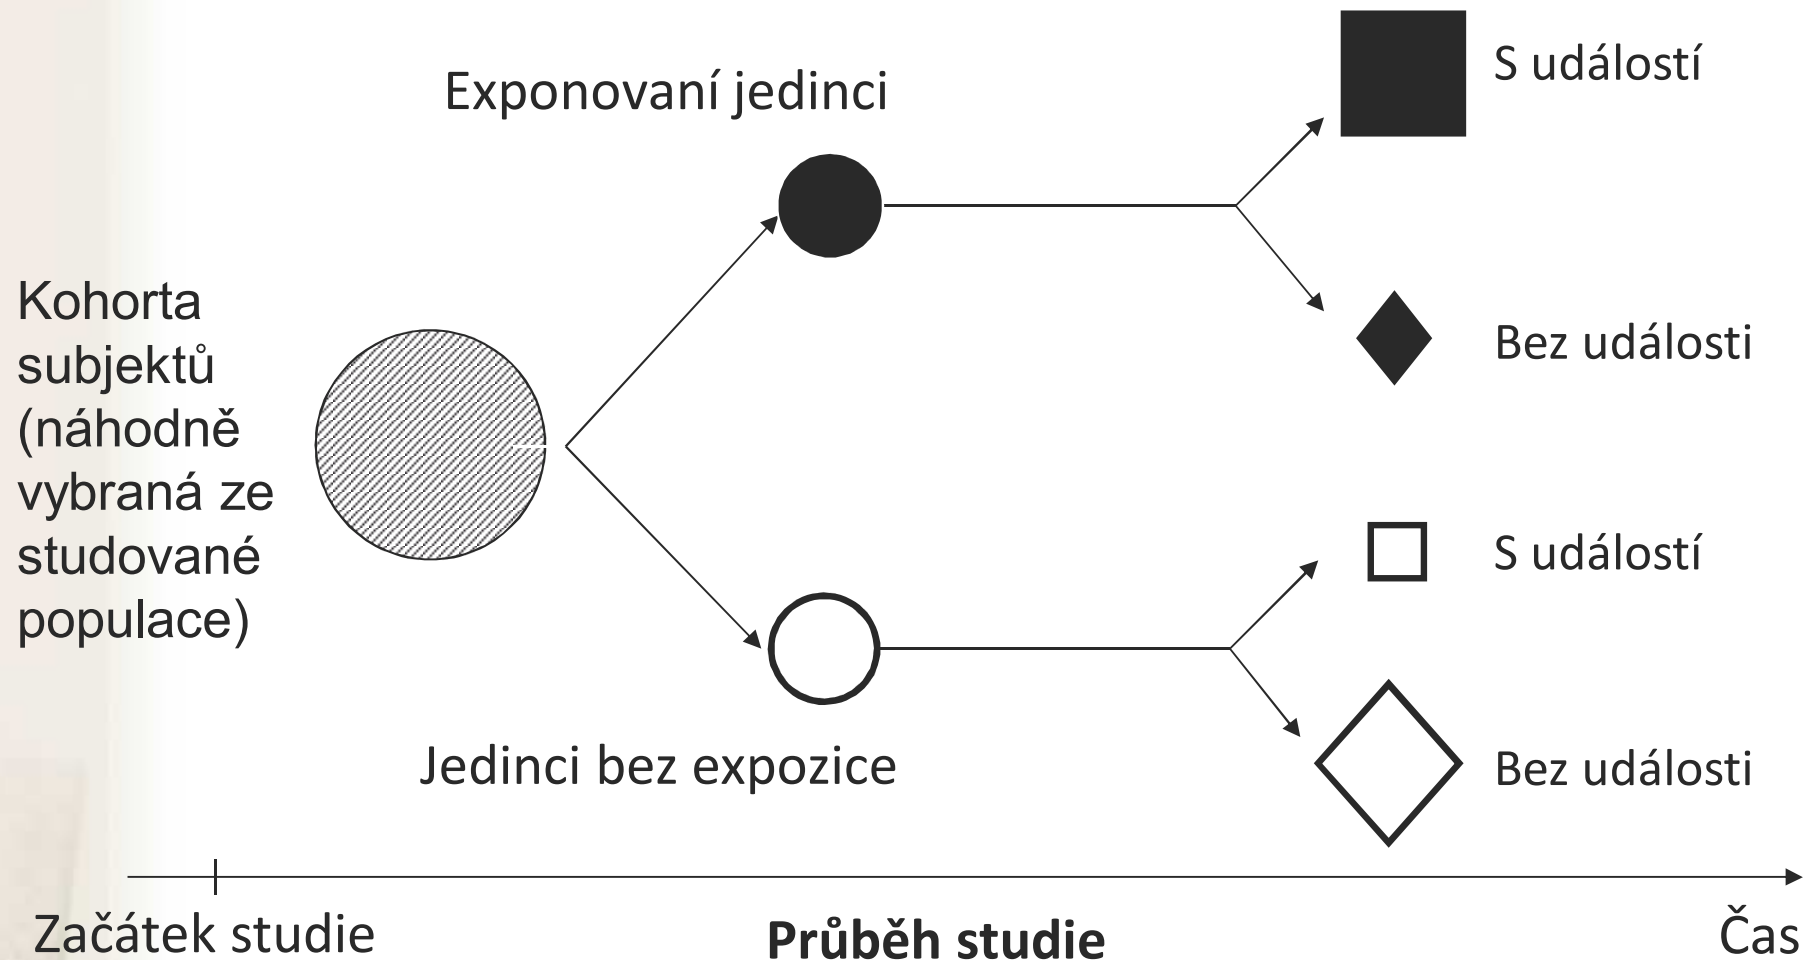 S událostí
Exponovaní jedinci
Kohorta
subjektů
(náhodně
vybraná ze
studované
populace)
Bez události
S událostí
Jedinci bez expozice
Bez události
Začátek studie
Průběh studie
Čas